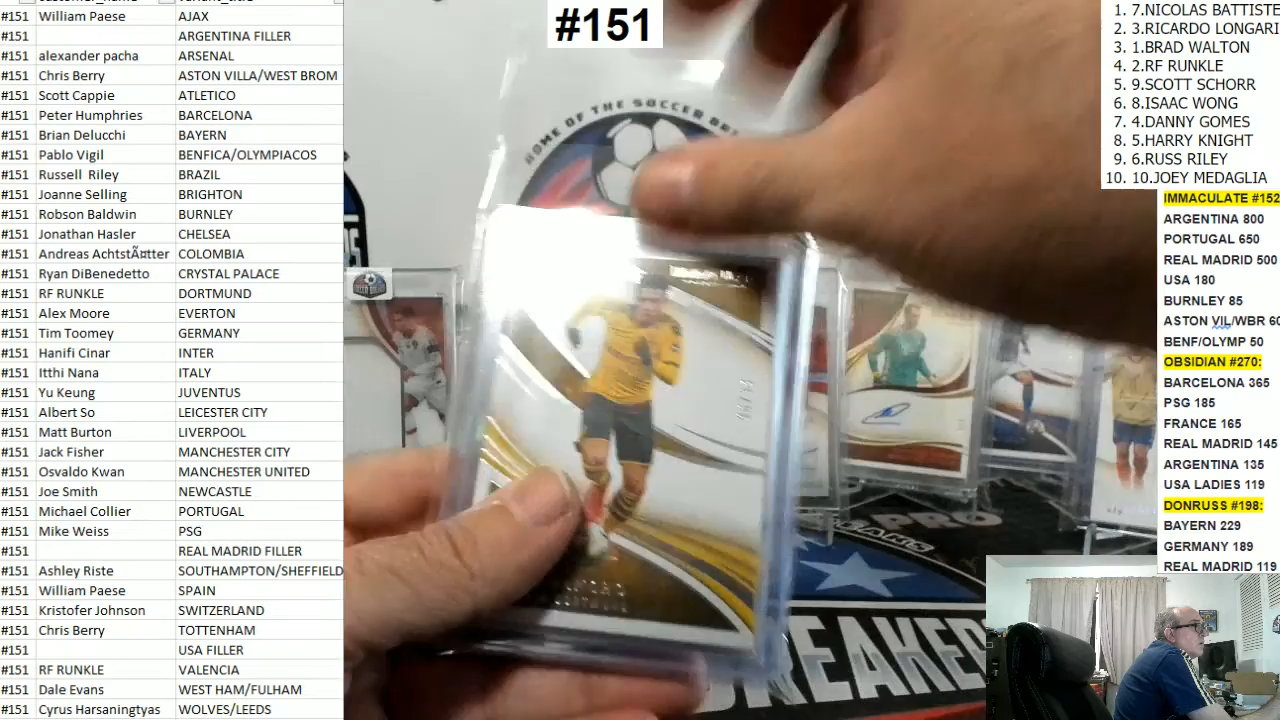 customer_name variant_title
#151 William Paese AJAX
#151 ARGENTINA FILLER
#151 alexander pacha ARSENAL
#151 Chris Berry ASTON VILLA/WEST BROM
#151 Scott Cappie ATLETICO
#151 Peter Humphries BARCELONA
#151 Brian Delucchi BAYERN
#151 Pablo Vigil BENFICA/OLYMPIACOS
#151 Russell Riley BRAZIL
#151 Joanne Selling BRIGHTON
#151 Robson Baldwin BURNLEY
#151 Jonathan Hasler CHELSEA
#151 Andreas AchtstĤtter COLOMBIA
#151 Ryan DiBenedetto CRYSTAL PALACE
#151 RF RUNKLE DORTMUND
#151 Alex Moore EVERTON
#151 Tim Toomey GERMANY
#151 Hanifi Cinar INTER
#151 Itthi Nana ITALY
#151 Yu Keung JUVENTUS
#151 Albert So LEICESTER CITY
#151 Matt Burton LIVERPOOL
#151 Jack Fisher MANCHESTER CITY
#151 Osvaldo Kwan MANCHESTER UNITED
#151 Joe Smith NEWCASTLE
#151 Michael Collier PORTUGAL
#151 Mike Weiss PSG
#151 REAL MADRID FILLER
#151 Ashley Riste SOUTHAMPTON/SHEFFIELD
#151 William Paese SPAIN
#151 Kristofer Johnson SWITZERLAND
#151 Chris Berry TOTTENHAM
#151 USA FILLER
#151 RF RUNKLE VALENCIA
#151 Dale Evans WEST HAM/FULHAM
#151 Cyrus Harsaningtyas WOLVES/LEEDS
#151
HOME OF THE SOCCER
BREAKERS
1. 7.NICOLAS BATTISTE
2. 3.RICARDO LONGARI
3. 1.BRAD WALTON
4. 2.RF RUNKLE
5. 9.SCOTT SCHORR
6. 8.ISAAC WONG
7. 4.DANNY GOMES
8. 5.HARRY KNIGHT
9. 6.RUSS RILEY
10. 10.JOEY MEDAGLIA
IMMACULATE #152
ARGENTINA 800
PORTUGAL 650
REAL MADRID 500
USA 180
BURNLEY 85
ASTON VIL/WBR 60
BENF/OLYMP 50
OBSIDIAN #270:
BARCELONA 365
PSG 185
FRANCE 165
REAL MADRID 145
ARGENTINA 135
USA LADIES 119
DONRUSS #198:
BAYERN 229
GERMANY 189
REAL MADRID 119